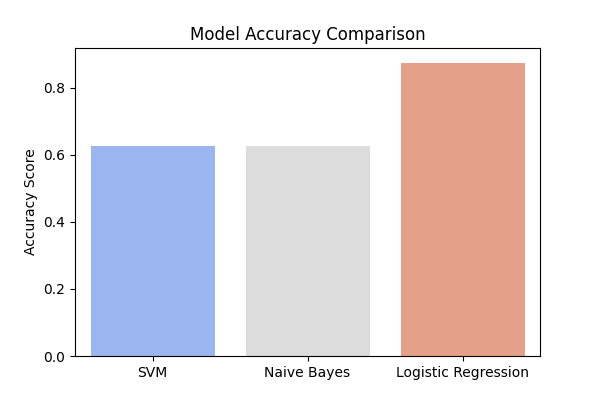 Model Accuracy Comparison
Accuracy Score
0.8
0.6
0.4
0.2
0.0
SVM
Naive Bayes
Logistic Regression